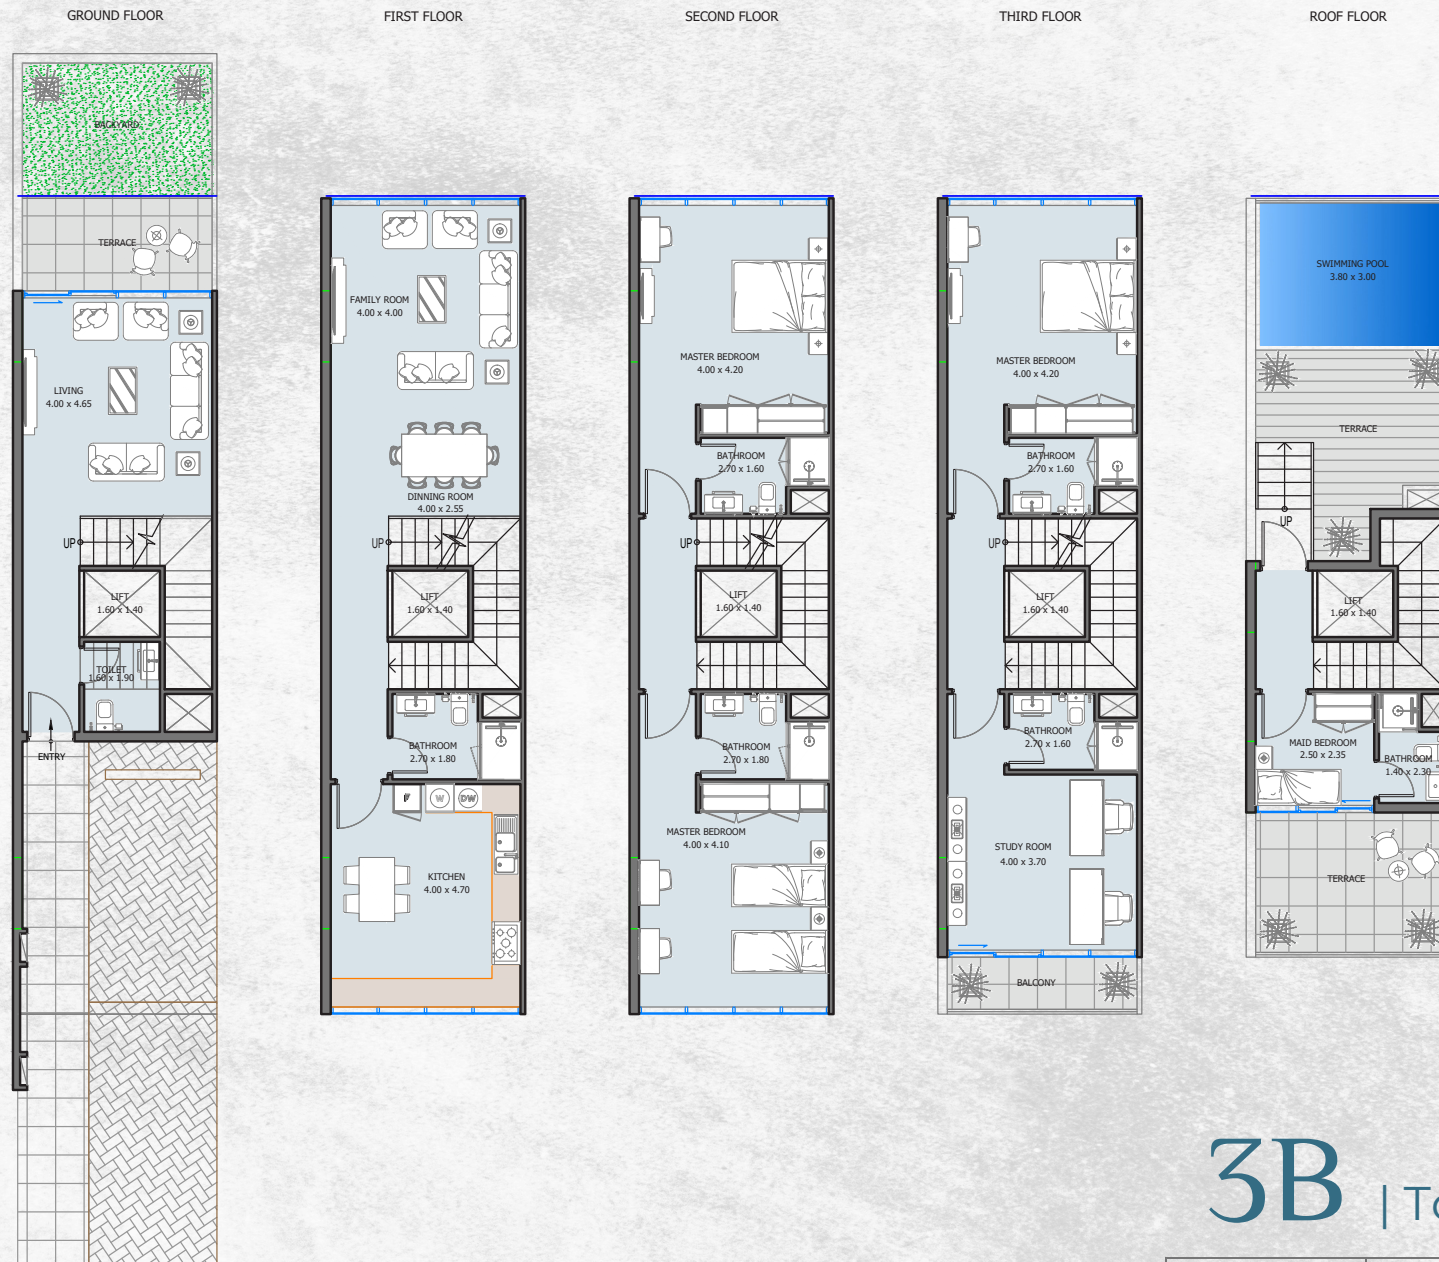 GROUND FLOOR
BACKYARD
TERRACE
LIVING
4.00 x 4.65
UP
LIFT
1.60 x 1.40
TOILET
1.60 x 1.90
ENTRY
FIRST FLOOR
FAMILY ROOM
4.00 x 4.00
DINNING ROOM
4.00 x 2.55
UP
LIFT
1.60 x 1.40
BATHROOM
2.70 x 1.80
F
W
DW
KITCHEN
4.00 x 4.70
SECOND FLOOR
MASTER BEDROOM
4.00 x 4.20
BATHROOM
2.70 x 1.60
UP
LIFT
1.60 x 1.40
BATHROOM
2.70 x 1.80
MASTER BEDROOM
4.00 x 4.10
THIRD FLOOR
MASTER BEDROOM
4.00 x 4.20
BATHROOM
2.70 x 1.60
UP
LIFT
1.60 x 1.40
BATHROOM
2.70 x 1.60
STUDY ROOM
4.00 x 3.70
BALCONY
ROOF FLOOR
SWIMMING POOL
3.80 x 3.00
TERRACE
UP
LIFT
1.60 x 1.40
MAID BEDROOM
2.50 x 2.35
BATHROOM
1.40 x 2.30
TERRACE
3B | To